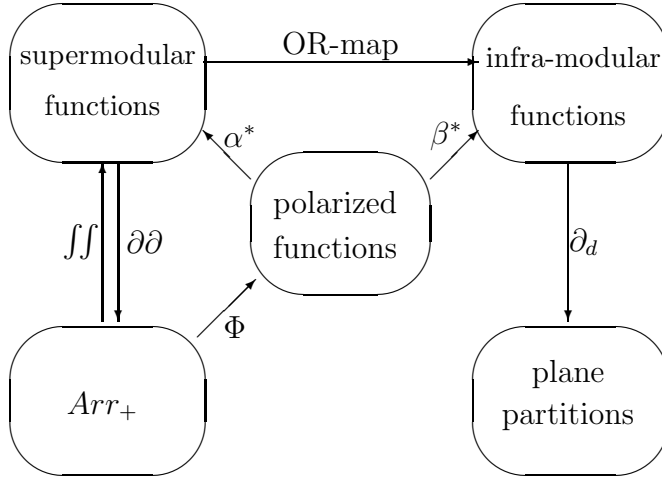 supermodular
functions
OR-map
infra-modular
functions
α*
β*
polarized
functions
∫∫
∂∂
∂_d
Φ
Arr₊
plane
partitions